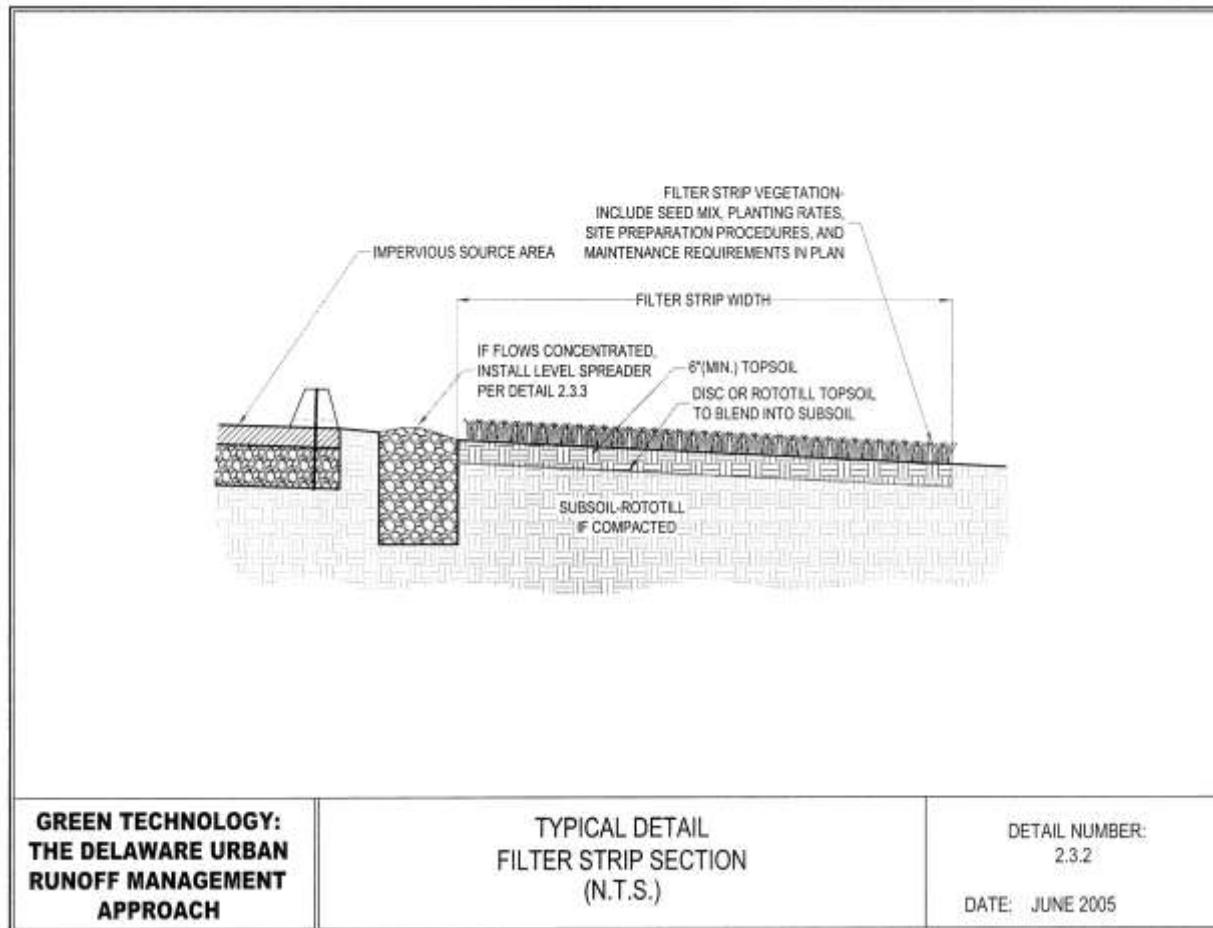 FILTER STRIP VEGETATION-
INCLUDE SEED MIX, PLANTING RATES,
SITE PREPARATION PROCEDURES, AND
MAINTENANCE REQUIREMENTS IN PLAN
IMPERVIOUS SOURCE AREA
FILTER STRIP WIDTH
IF FLOWS CONCENTRATED,
INSTALL LEVEL SPREADER
PER DETAIL 2.3.3
6"(MIN.) TOPSOIL
DISC OR ROTOTILL TOPSOIL
TO BLEND INTO SUBSOIL
SUBSOIL-ROTOTILL
IF COMPACTED
GREEN TECHNOLOGY:
THE DELAWARE URBAN
RUNOFF MANAGEMENT
APPROACH
TYPICAL DETAIL
FILTER STRIP SECTION
(N.T.S.)
DETAIL NUMBER:
2.3.2
DATE: JUNE 2005